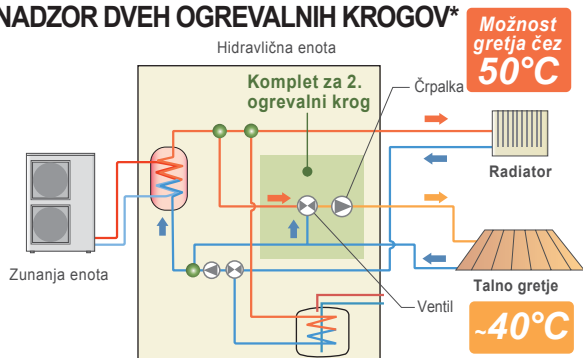 NADZOR DVEH OGREVALNIH KROGOV*
Možnost
gretja čez
50°C
Hidravlična enota
Komplet za 2.
ogrevalni krog
Črpalka
Radiator
Zunanja enota
Talno gretje
Ventil
~40°C